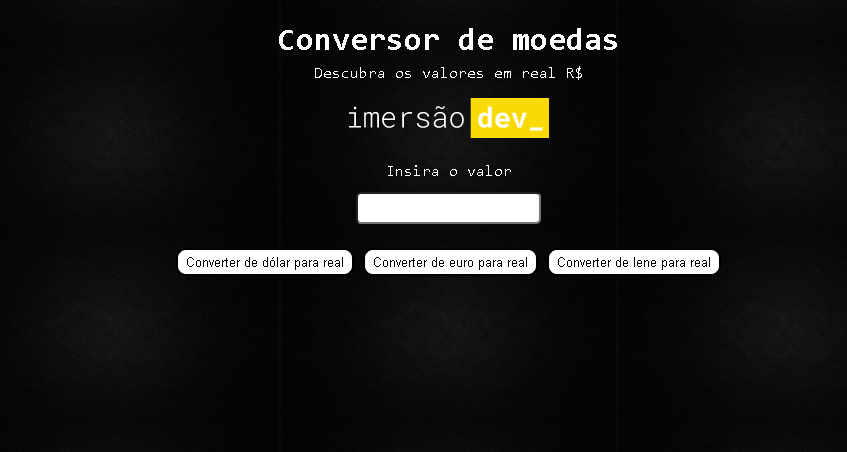 Conversor de moedas
Descubra os valores em real R$
imersão dev_
Insira o valor
Converter de dólar para real
Converter de euro para real
Converter de Iene para real